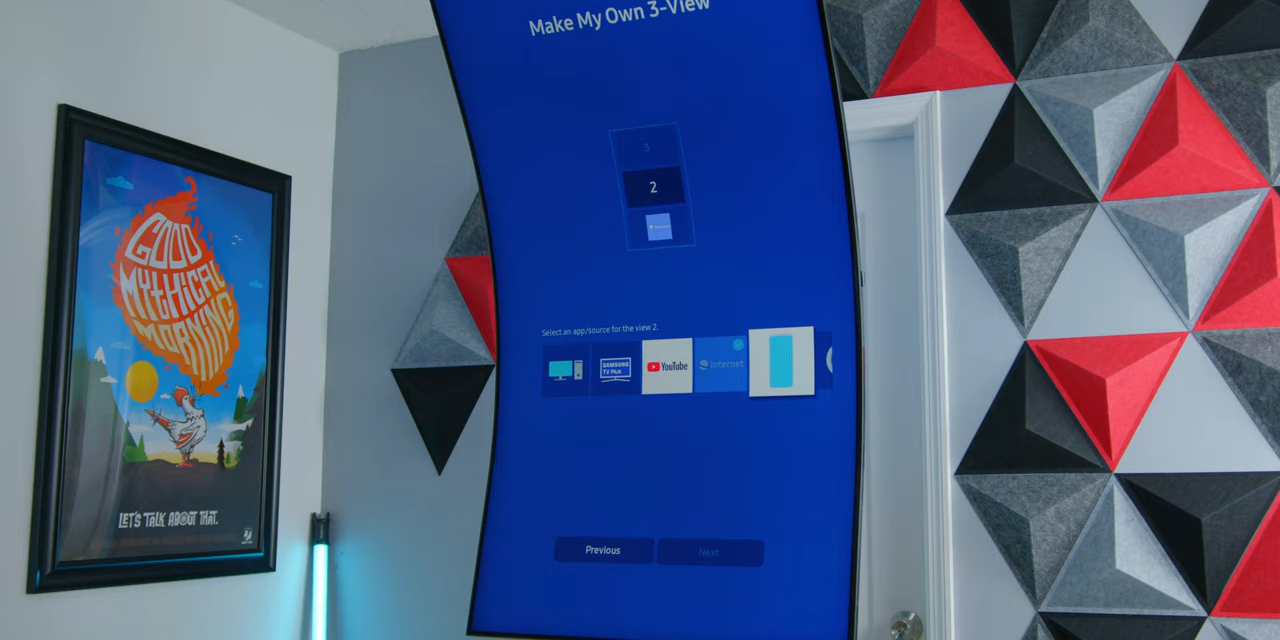 GOOD
MYTHICAL
MORNING
LET'S TALK ABOUT THAT.
Make My Own 3-View
3
2
Select an app/source for the view 2.
SAMSUNG
TV Plus
YouTube
Internet
Previous
Next